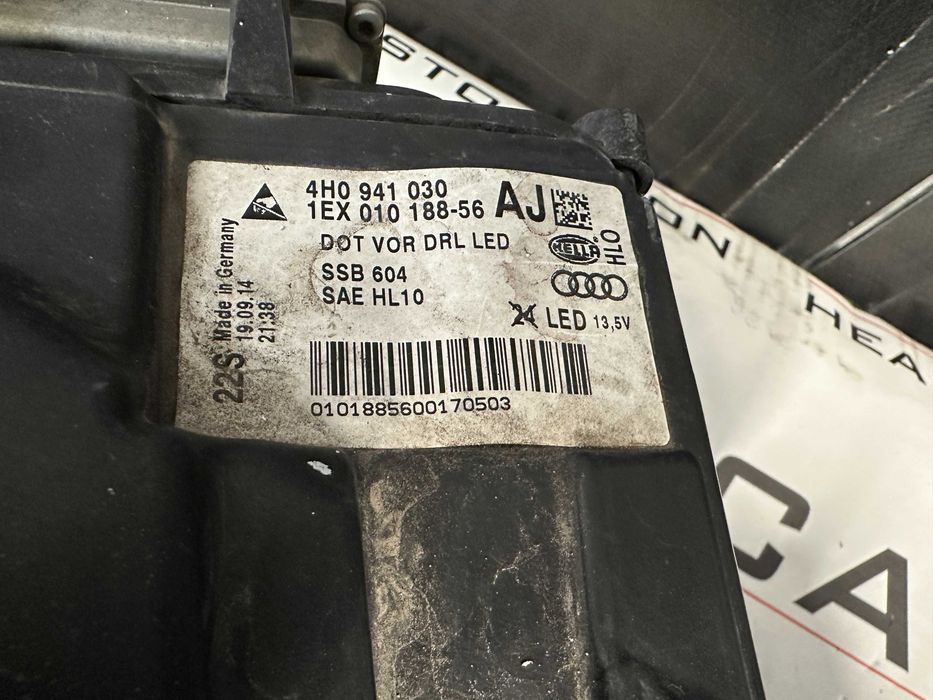 4H0 941 030 AJ
1EX 010 188-56
DOT VOR DRL LED
HELLA
HLO
SSB 604
SAE HL10
24 LED 13,5V
22S
Made in Germany
19.09.14
21:38
0101885600170503
STO
ON
HEA
CA